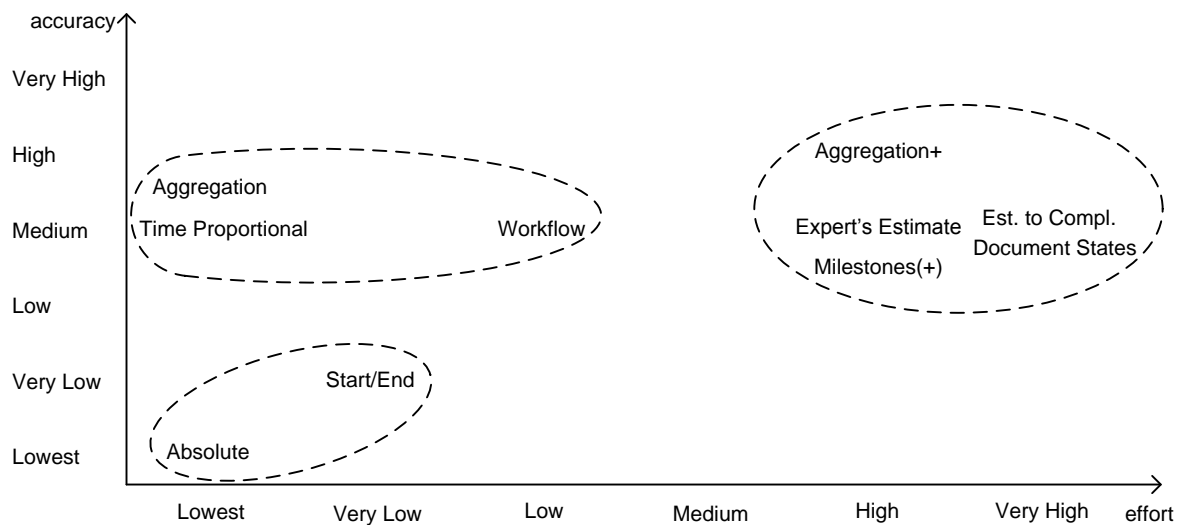 accuracy
Very High
High
Aggregation+
Aggregation
Medium
Time Proportional
Workflow
Expert's Estimate
Est. to Compl.
Document States
Milestones(+)
Low
Very Low
Start/End
Lowest
Absolute
Lowest
Very Low
Low
Medium
High
Very High
effort